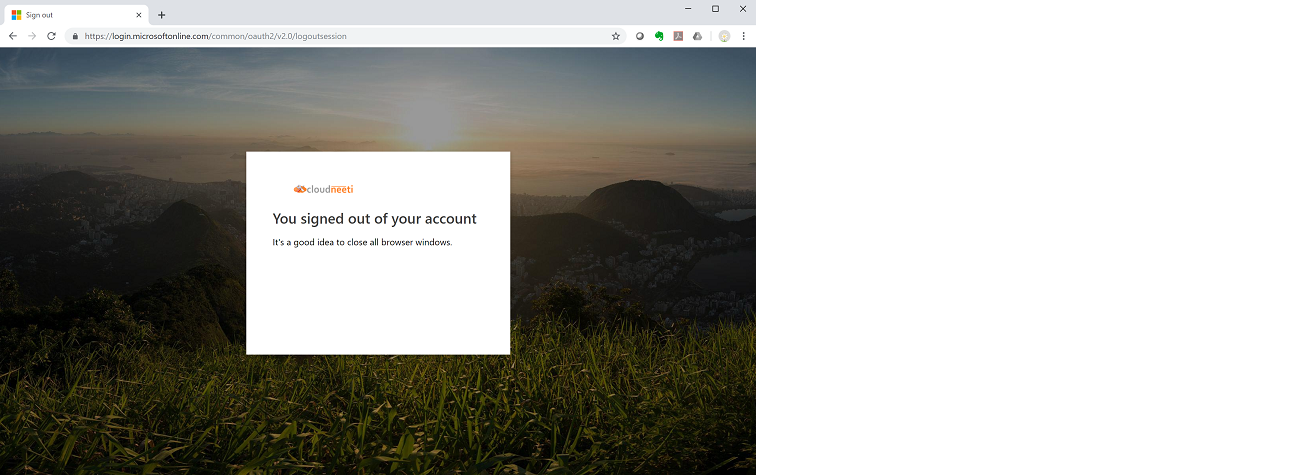 Sign out
https://login.microsoftonline.com/common/oauth2/v2.0/logoutsession
cloudneeti
You signed out of your account
It's a good idea to close all browser windows.